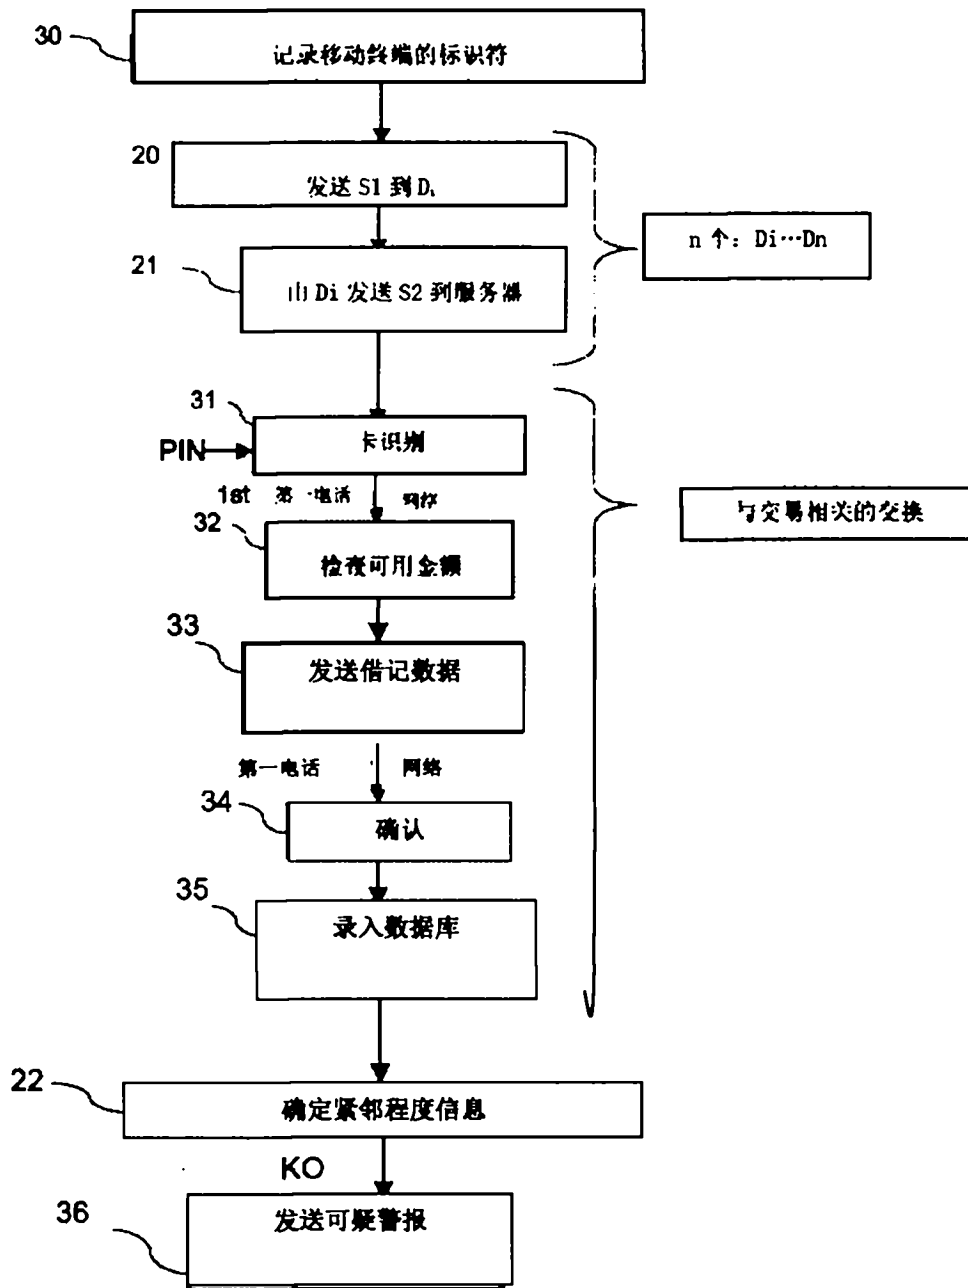 30
记录移动终端的标识符
20
发送 S1 到 Di
21
由 Di 发送 S2 到服务器
n 个：Di…Dn
31
PIN
卡识别
1st 第一电话 网络
32
检查可用金额
与交易相关的交换
33
发送借记数据
第一电话 网络
34
确认
35
录入数据库
22
确定紧邻程度信息
KO
36
发送可疑警报